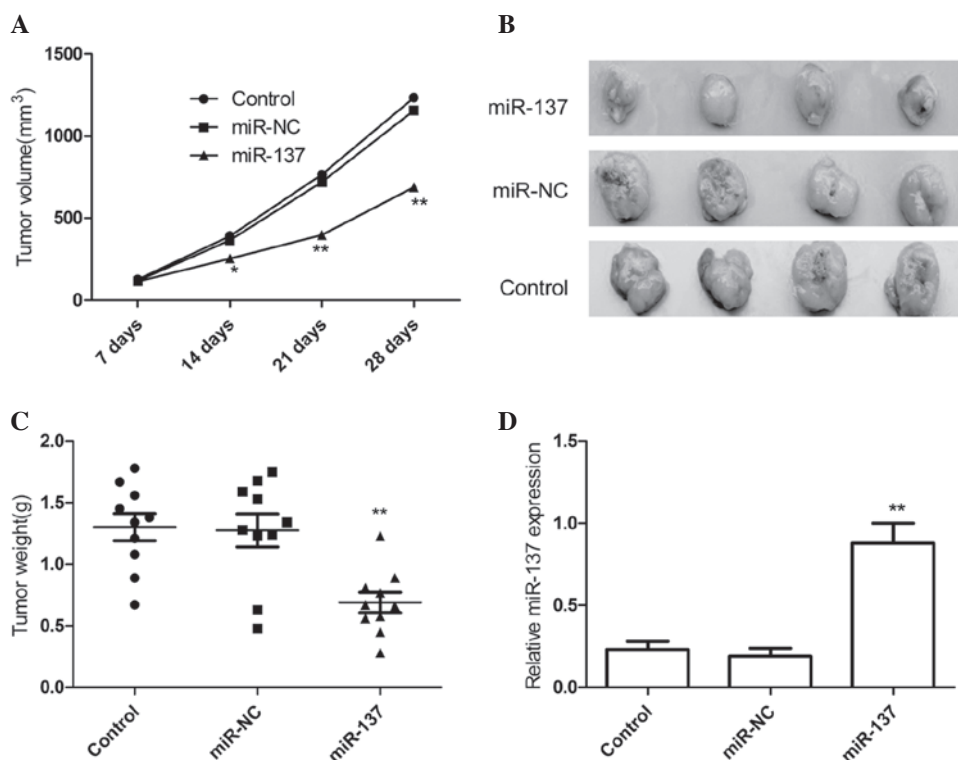 A
Tumor volume(mm³)
1500
1000
500
0
Control
miR-NC
miR-137
*
**
**
7 days
14 days
21 days
28 days
B
miR-137
miR-NC
Control
C
Tumor weight(g)
2.0
1.5
1.0
0.5
0.0
**
Control
miR-NC
miR-137
D
Relative miR-137 expression
1.5
1.0
0.5
0.0
**
Control
miR-NC
miR-137